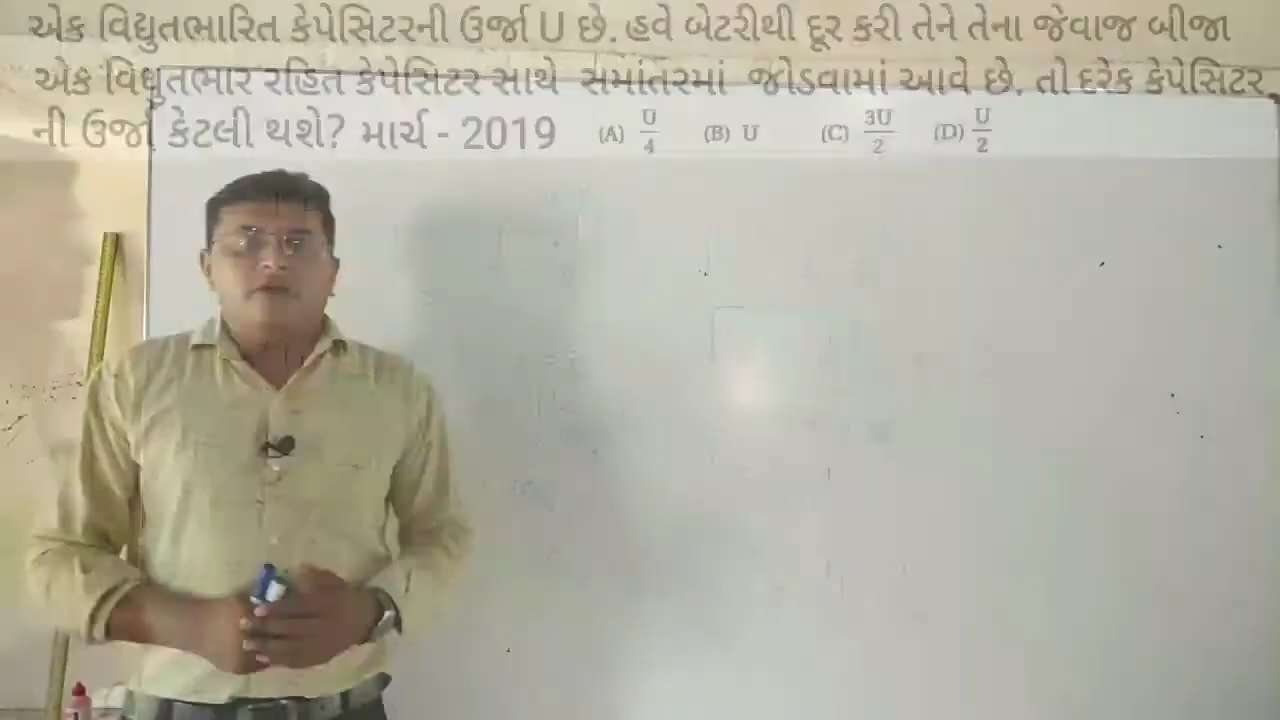 એક વિદ્યુતભારિત કેપેસિટરની ઉર્જા U છે. હવે બેટરીથી દૂર કરી તેને તેના જેવાજ બીજા
એક વિદ્યુતભાર રહિત કેપેસિટર સાથે સમાંતરમાં જોડવામાં આવે છે. તો દરેક કેપેસિટર
ની ઉર્જા કેટલી થશે? માર્ચ - 2019 (A) U/4 (B) U (C) 3U/2 (D) U/2